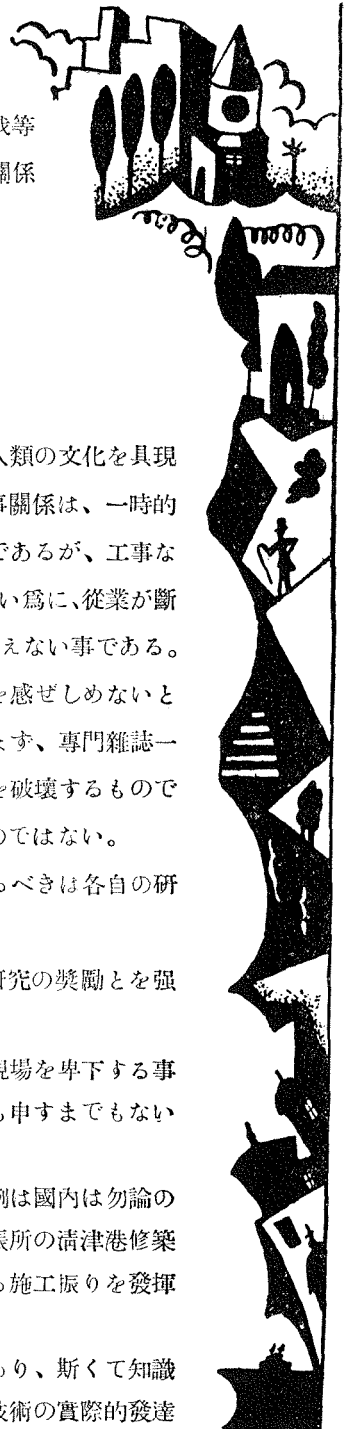 等
關係
人類の文化を具現
事關係は、一時的
であるが、工事な
い爲に、從業が斷
えない事である。
を感ぜしめないと
ず、專門雜誌一
を破壞するもので
のではない。
べきは各自の研
研究の奬勵とを强
現場を卑下する事
も申すまでもない
例は國內は勿論の
張所の淸津港修築
る施工振りを發揮
り、斯くて知識
技術の實際的發達